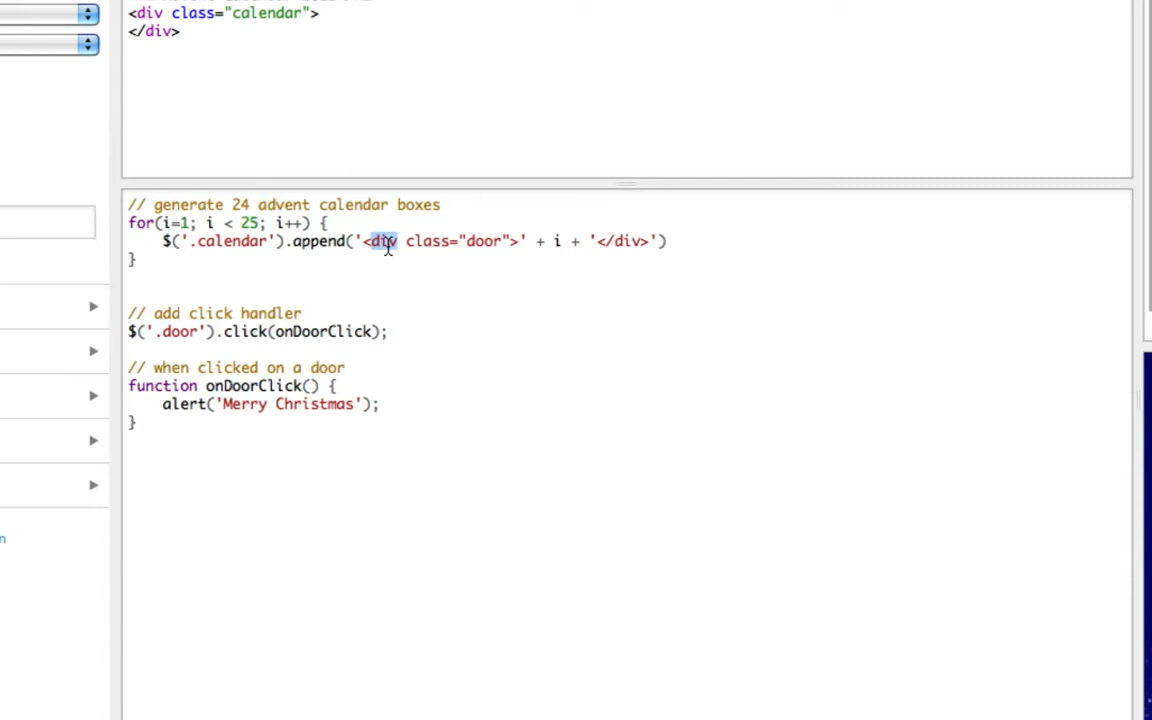 <div class="calendar">
</div>
// generate 24 advent calendar boxes
for(i=1; i < 25; i++) {
$('.calendar').append('<div class="door">' + i + '</div>')
}
// add click handler
$('.door').click(onDoorClick);
// when clicked on a door
function onDoorClick() {
alert('Merry Christmas');
}
n